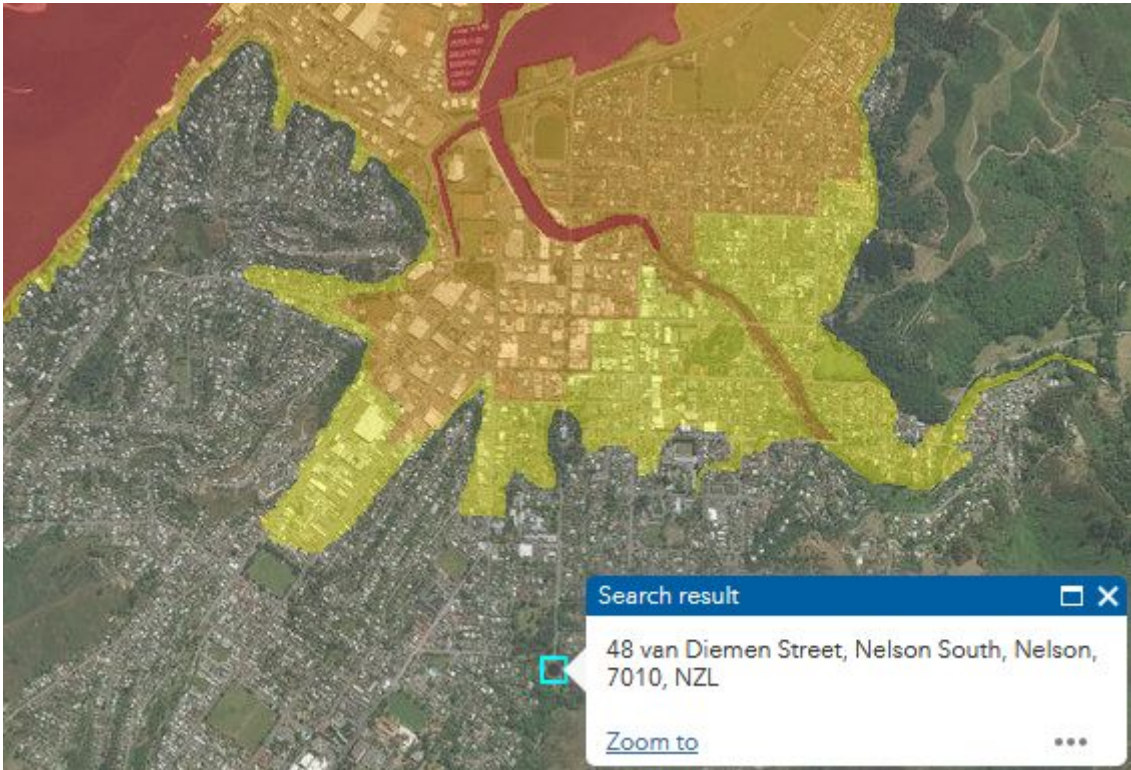 Search result
48 van Diemen Street, Nelson South, Nelson,
7010, NZL
Zoom to